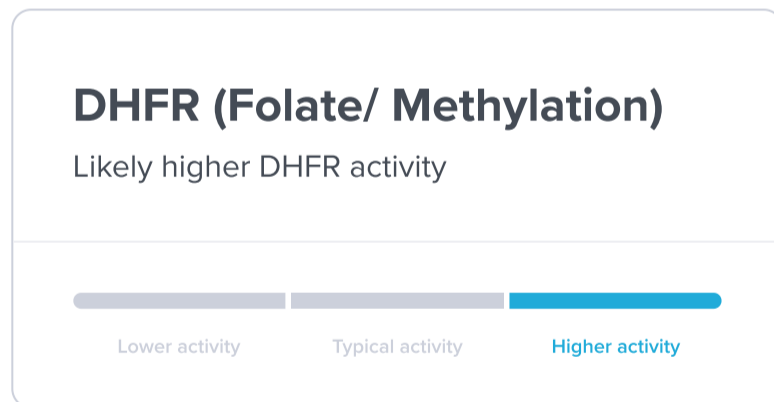 DHFR (Folate/ Methylation)
Likely higher DHFR activity
Lower activity
Typical activity
Higher activity